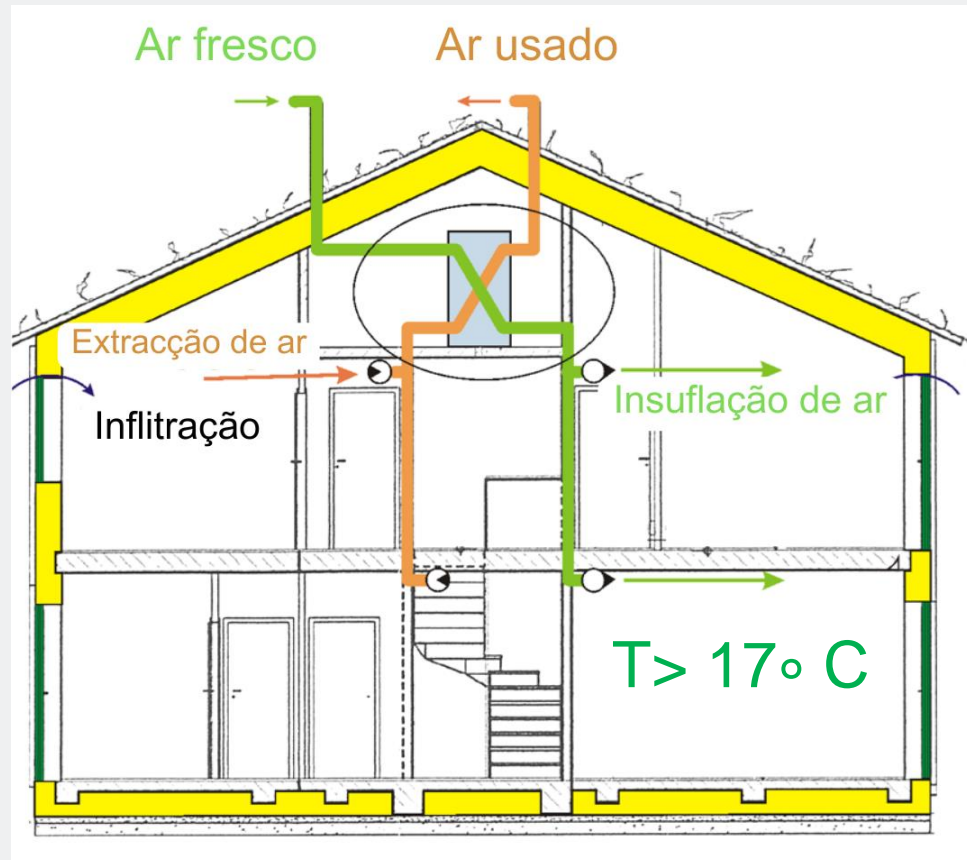 Ar fresco
Ar usado
Extracção de ar
Inflitração
Insuflação de ar
T> 17∘ C